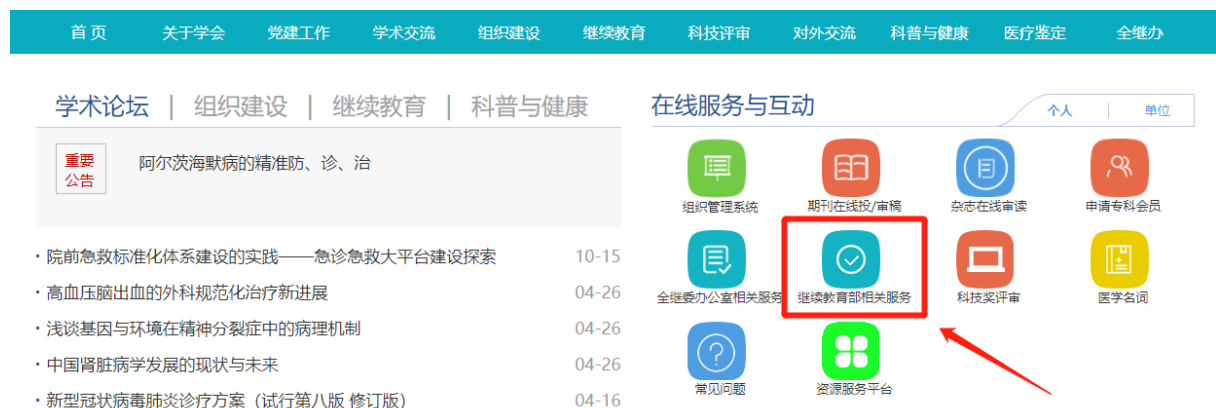 首页 关于学会 党建工作 学术交流 组织建设 继续教育 科技评审 对外交流 科普与健康 医疗鉴定 全继办
学术论坛 | 组织建设 | 继续教育 | 科普与健康
重要
公告
阿尔茨海默病的精准防、诊、治
· 院前急救标准化体系建设的实践——急诊急救大平台建设探索 10-15
· 高血压脑出血的外科规范化治疗新进展 04-26
· 浅谈基因与环境在精神分裂症中的病理机制 04-26
· 中国肾脏病学发展的现状与未来 04-26
· 新型冠状病毒肺炎诊疗方案（试行第八版 修订版） 04-16
在线服务与互动
个人 | 单位
组织管理系统 期刊在线投/审稿 杂志在线审读 申请专科会员
全继委办公室相关服务 继续教育部相关服务 科技奖评审 医学名词
常见问题 资源服务平台